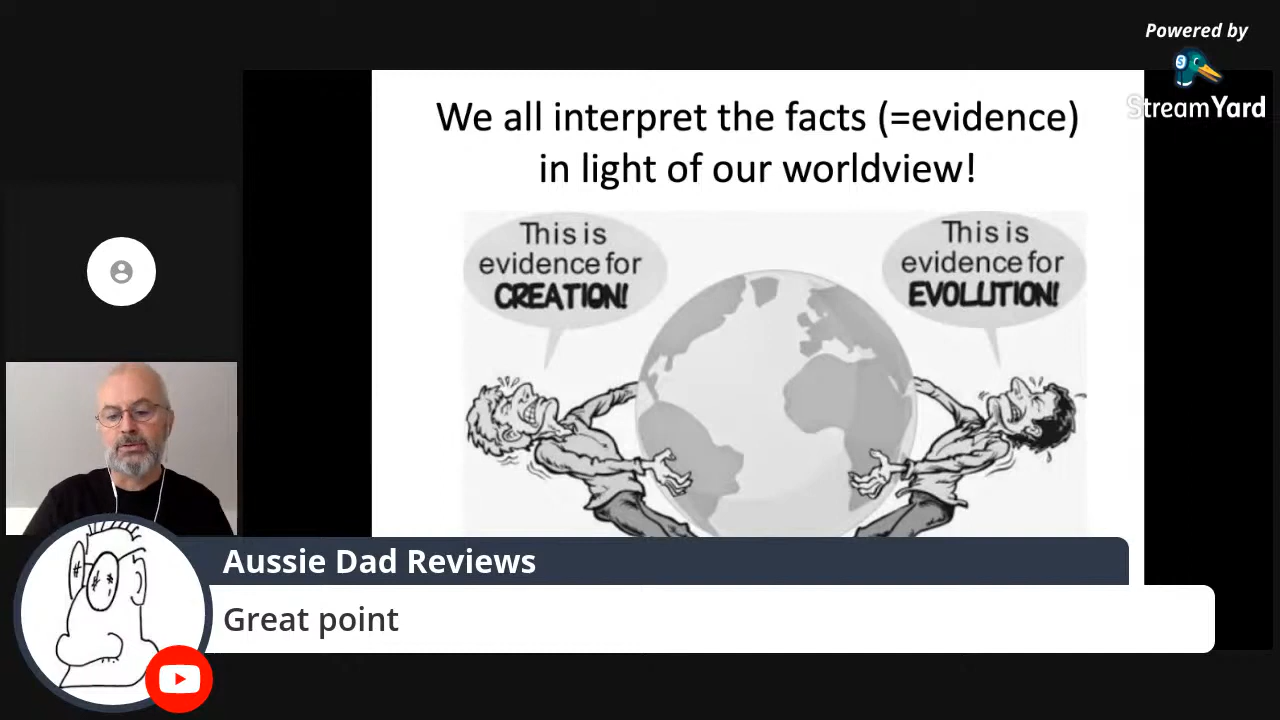 Powered by
StreamYard
We all interpret the facts (=evidence)
in light of our worldview!
This is
evidence for
CREATION!
This is
evidence for
EVOLUTION!
Aussie Dad Reviews
Great point